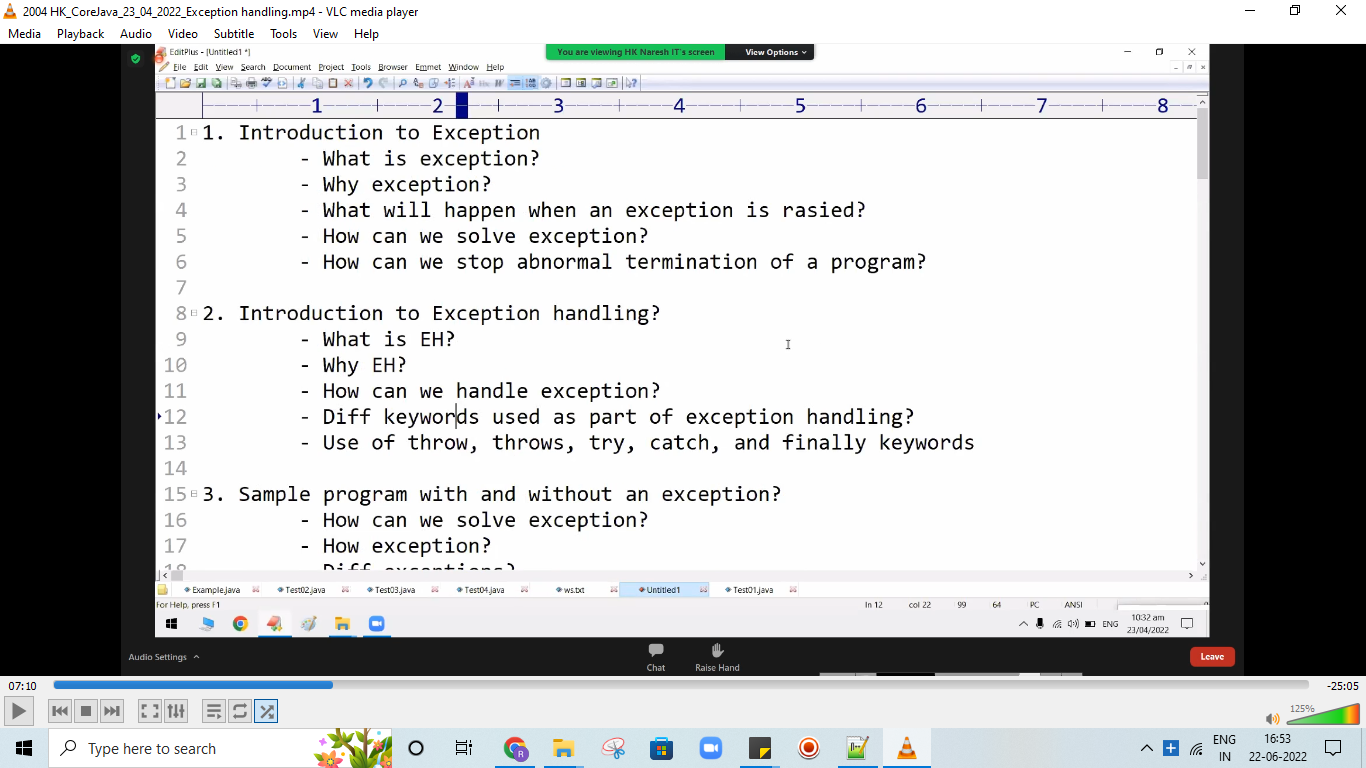 2004 HK_CoreJava_23_04_2022_Exception handling.mp4 - VLC media player
Media Playback Audio Video Subtitle Tools View Help
EditPlus - [Untitled1 *]
You are viewing HK Naresh IT's screen View Options
File Edit View Search Document Project Tools Browser Emmet Window Help
1 2 3 4 5 6 7 8
1 1. Introduction to Exception
2 - What is exception?
3 - Why exception?
4 - What will happen when an exception is rasied?
5 - How can we solve exception?
6 - How can we stop abnormal termination of a program?
7
8 2. Introduction to Exception handling?
9 - What is EH?
10 - Why EH?
11 - How can we handle exception?
12 - Diff keywords used as part of exception handling?
13 - Use of throw, throws, try, catch, and finally keywords
14
15 3. Sample program with and without an exception?
16 - How can we solve exception?
17 - How exception?
18 - Diff exceptions?
Example.java Test02.java Test03.java Test04.java ws.txt Untitled1 Test01.java
For Help, press F1 ln 12 col 22 99 64 PC ANSI
ENG 10:32 am
23/04/2022
Audio Settings Chat Raise Hand Leave
07:10 -25:05
125%
Type here to search
ENG
IN
16:53
22-06-2022